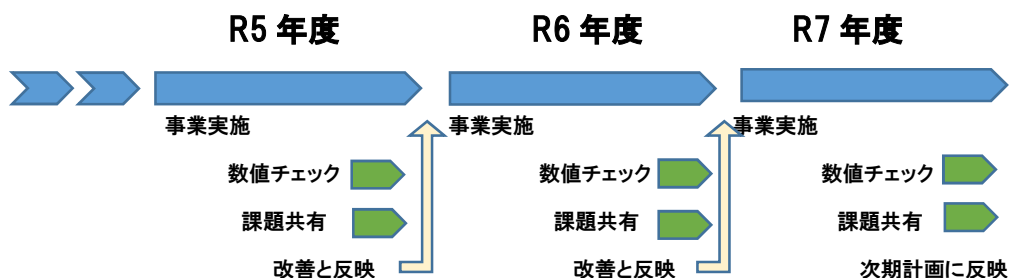 R5 年度 R6 年度 R7 年度
事業実施 事業実施 事業実施
数値チェック 数値チェック 数値チェック
課題共有 課題共有 課題共有
改善と反映 改善と反映 次期計画に反映